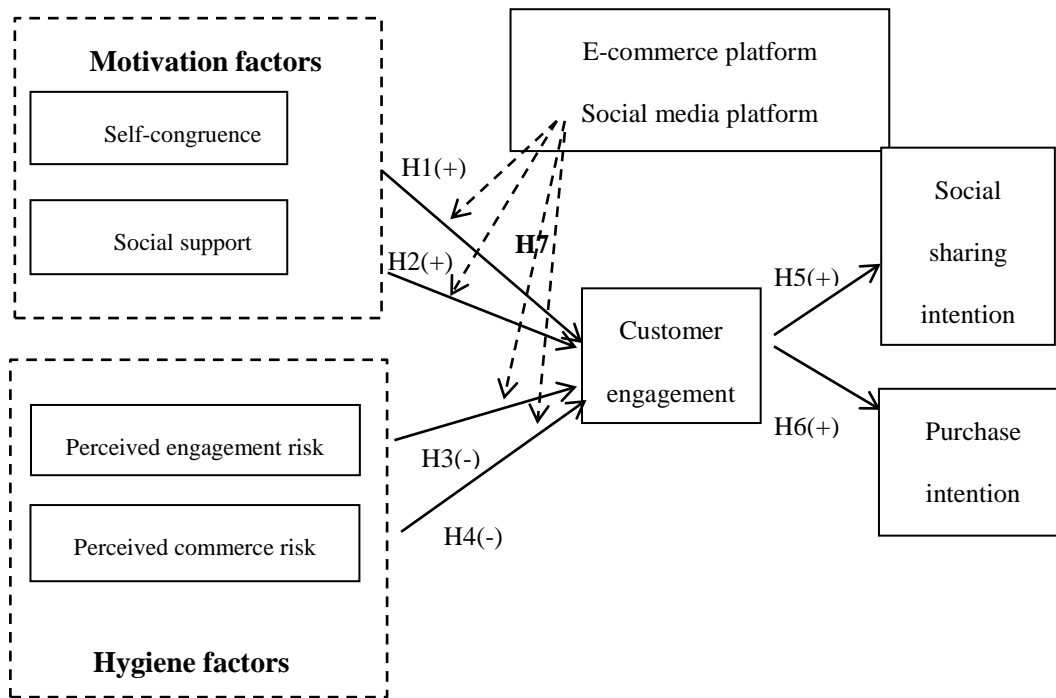 Motivation factors
Self-congruence
Social support
E-commerce platform
Social media platform
H1(+)
H2(+)
H7
Customer
engagement
H5(+)
H6(+)
Social
sharing
intention
Purchase
intention
Perceived engagement risk
Perceived commerce risk
H3(-)
H4(-)
Hygiene factors